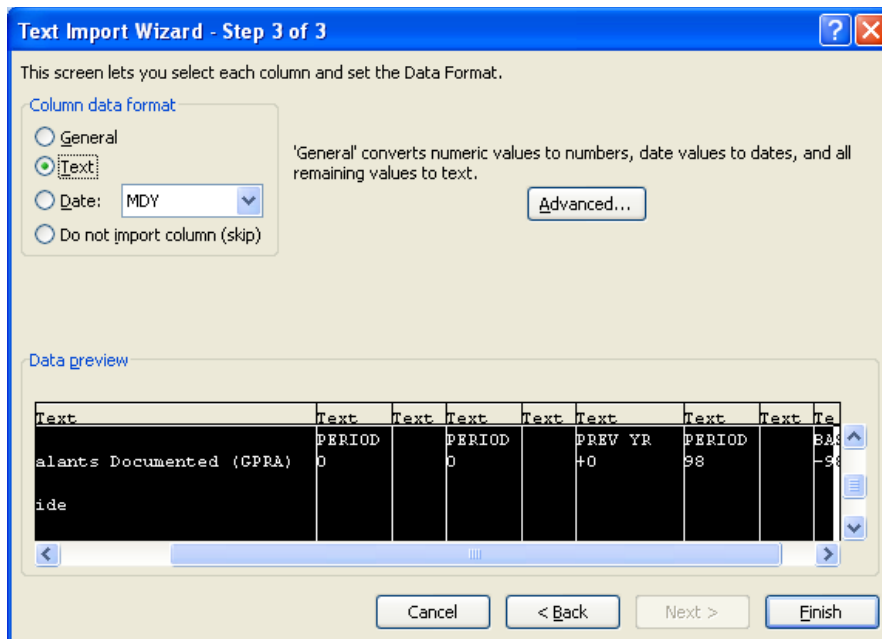 Text Import Wizard - Step 3 of 3
This screen lets you select each column and set the Data Format.
Column data format
General
Text
Date: MDY
Do not import column (skip)
'General' converts numeric values to numbers, date values to dates, and all
remaining values to text.
Advanced...
Data preview
Text Text Text Text Text Text Text Text Te
PERIOD PERIOD PREV YR PERIOD BAS
alants Documented (GPRA) 0 0 +0 98 -98
ide
Cancel < Back Next > Finish